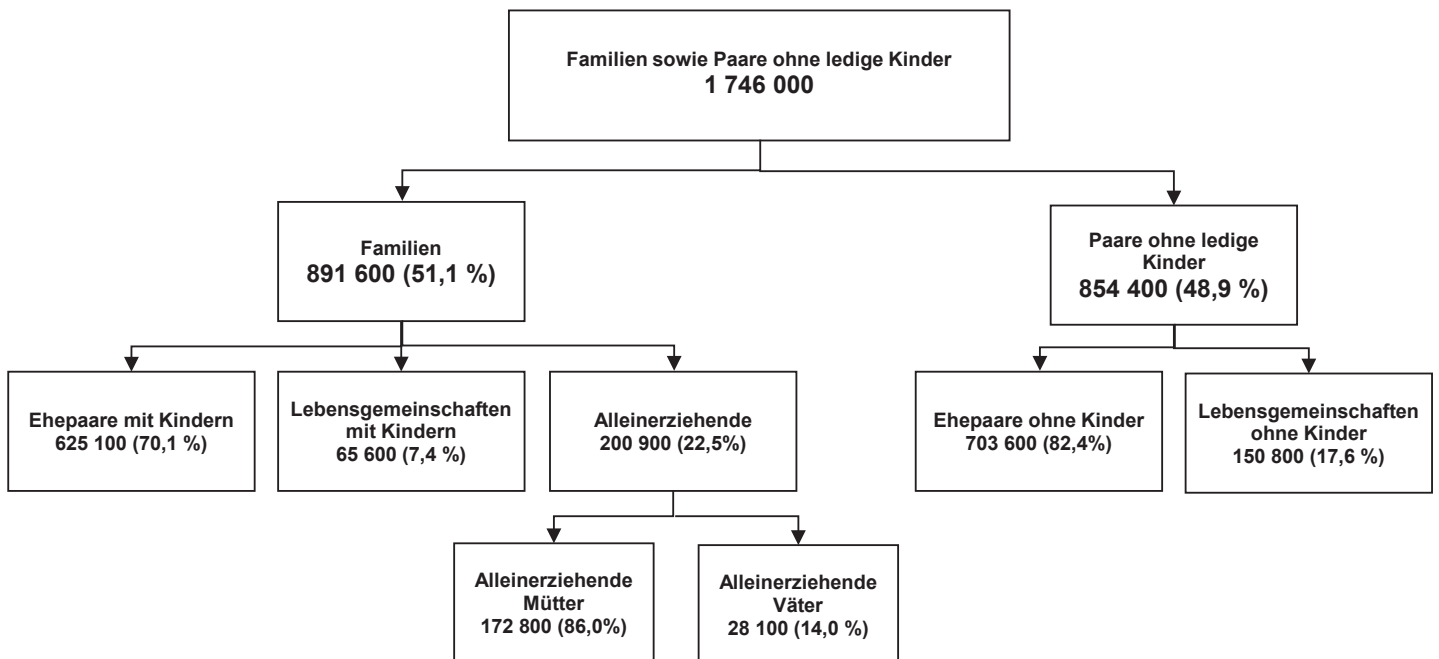 Familien sowie Paare ohne ledige Kinder
1 746 000
Familien
891 600 (51,1 %)
Paare ohne ledige
Kinder
854 400 (48,9 %)
Ehepaare mit Kindern
625 100 (70,1 %)
Lebensgemeinschaften
mit Kindern
65 600 (7,4 %)
Alleinerziehende
200 900 (22,5%)
Ehepaare ohne Kinder
703 600 (82,4%)
Lebensgemeinschaften
ohne Kinder
150 800 (17,6 %)
Alleinerziehende
Mütter
172 800 (86,0%)
Alleinerziehende
Väter
28 100 (14,0 %)